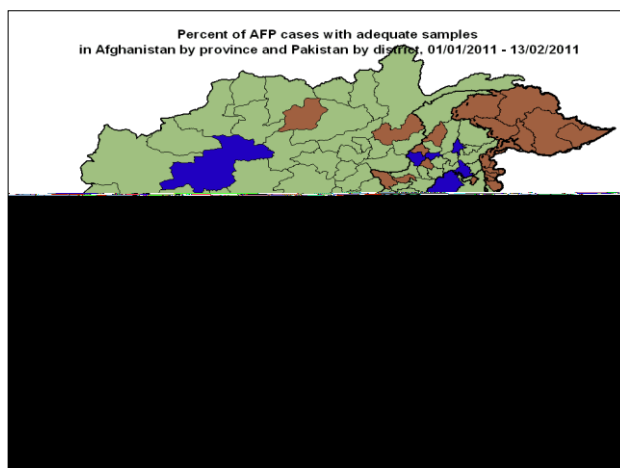 Percent of AFP cases with adequate samples
in Afghanistan by province and Pakistan by district, 01/01/2011 - 13/02/2011